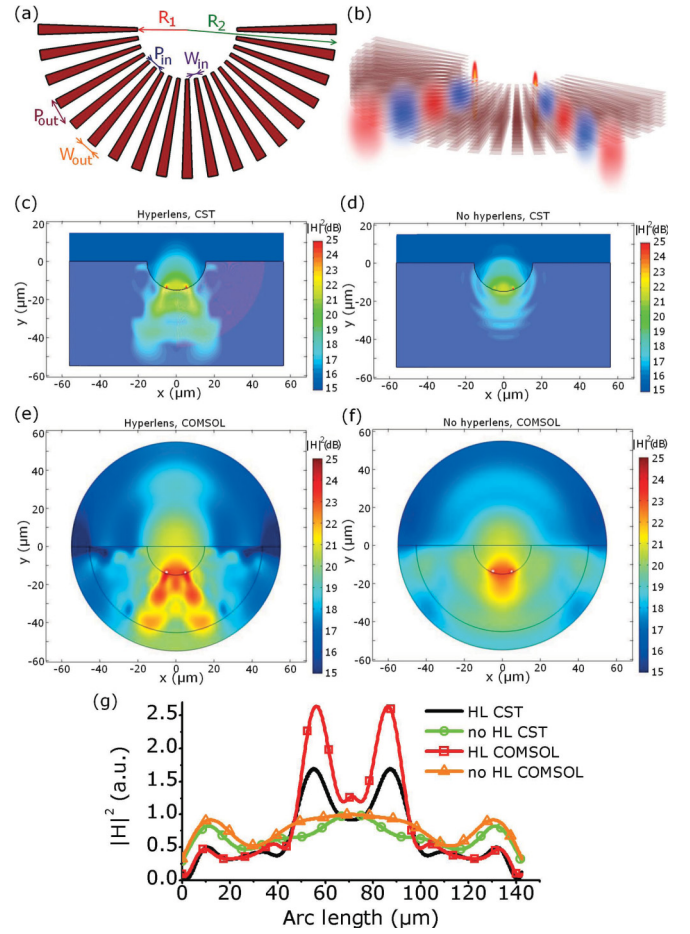 (a)
R1
R2
Pin
Win
Pout
Wout
(b)
(c)
Hyperlens, CST
|H|²(dB)
25
24
23
22
21
20
19
18
17
16
15
0
-20
-40
-60
y (µm)
-60 -40 -20 0 20 40 60
x (µm)
(d)
No hyperlens, CST
|H|²(dB)
25
24
23
22
21
20
19
18
17
16
15
0
-20
-40
-60
y (µm)
-60 -40 -20 0 20 40 60
x (µm)
(e)
Hyperlens, COMSOL
|H|²(dB)
25
24
23
22
21
20
19
18
17
16
15
60
40
20
0
-20
-40
-60
y (µm)
-60 -40 -20 0 20 40 60
x (µm)
(f)
No hyperlens, COMSOL
|H|²(dB)
25
24
23
22
21
20
19
18
17
16
15
60
40
20
0
-20
-40
-60
y (µm)
-60 -40 -20 0 20 40 60
x (µm)
(g)
HL CST
no HL CST
HL COMSOL
no HL COMSOL
2.5
2.0
1.5
1.0
0.5
0.0
|H|² (a.u.)
0 20 40 60 80 100 120 140
Arc length (µm)